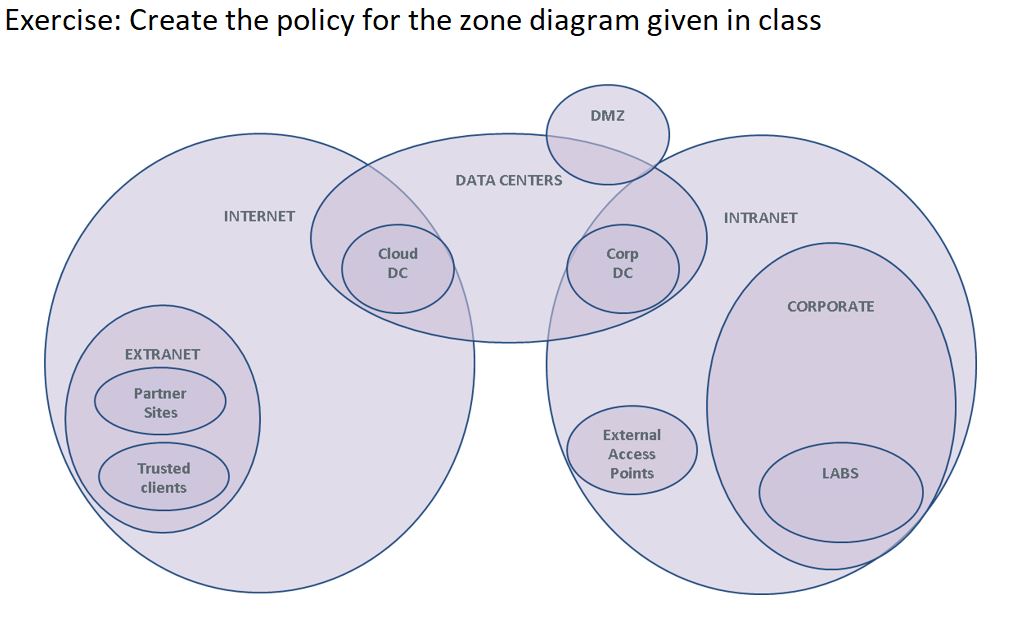 Exercise: Create the policy for the zone diagram given in class
DMZ
DATA CENTERS
INTERNET
INTRANET
Cloud
DC
Corp
DC
CORPORATE
EXTRANET
Partner
Sites
Trusted
clients
External
Access
Points
LABS